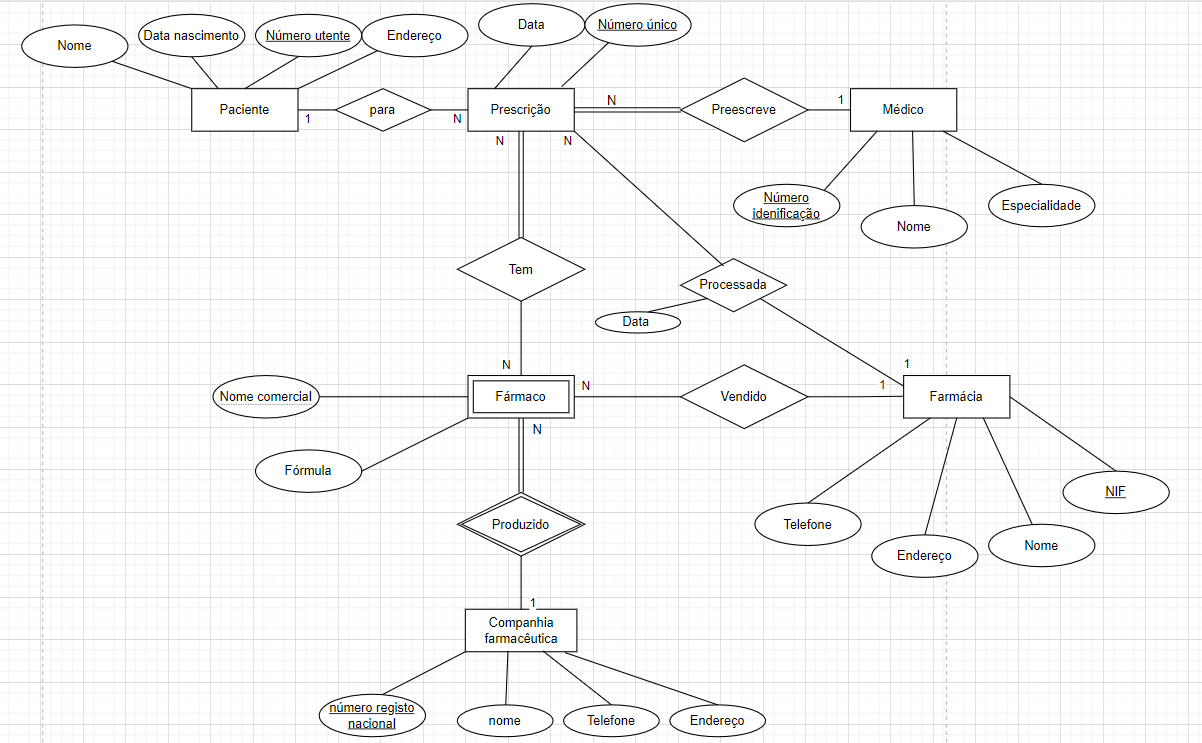 Data
Número único
Nome
Data nascimento
Número utente
Endereço
Paciente
1
para
N
Prescrição
N
Preescreve
1
Médico
N
N
Número
idenificação
Nome
Especialidade
Tem
Processada
Data
N
1
Nome comercial
Fármaco
N
Vendido
1
Farmácia
N
Fórmula
NIF
Produzido
Telefone
Endereço
Nome
1
Companhia
farmacêutica
número registo
nacional
nome
Telefone
Endereço